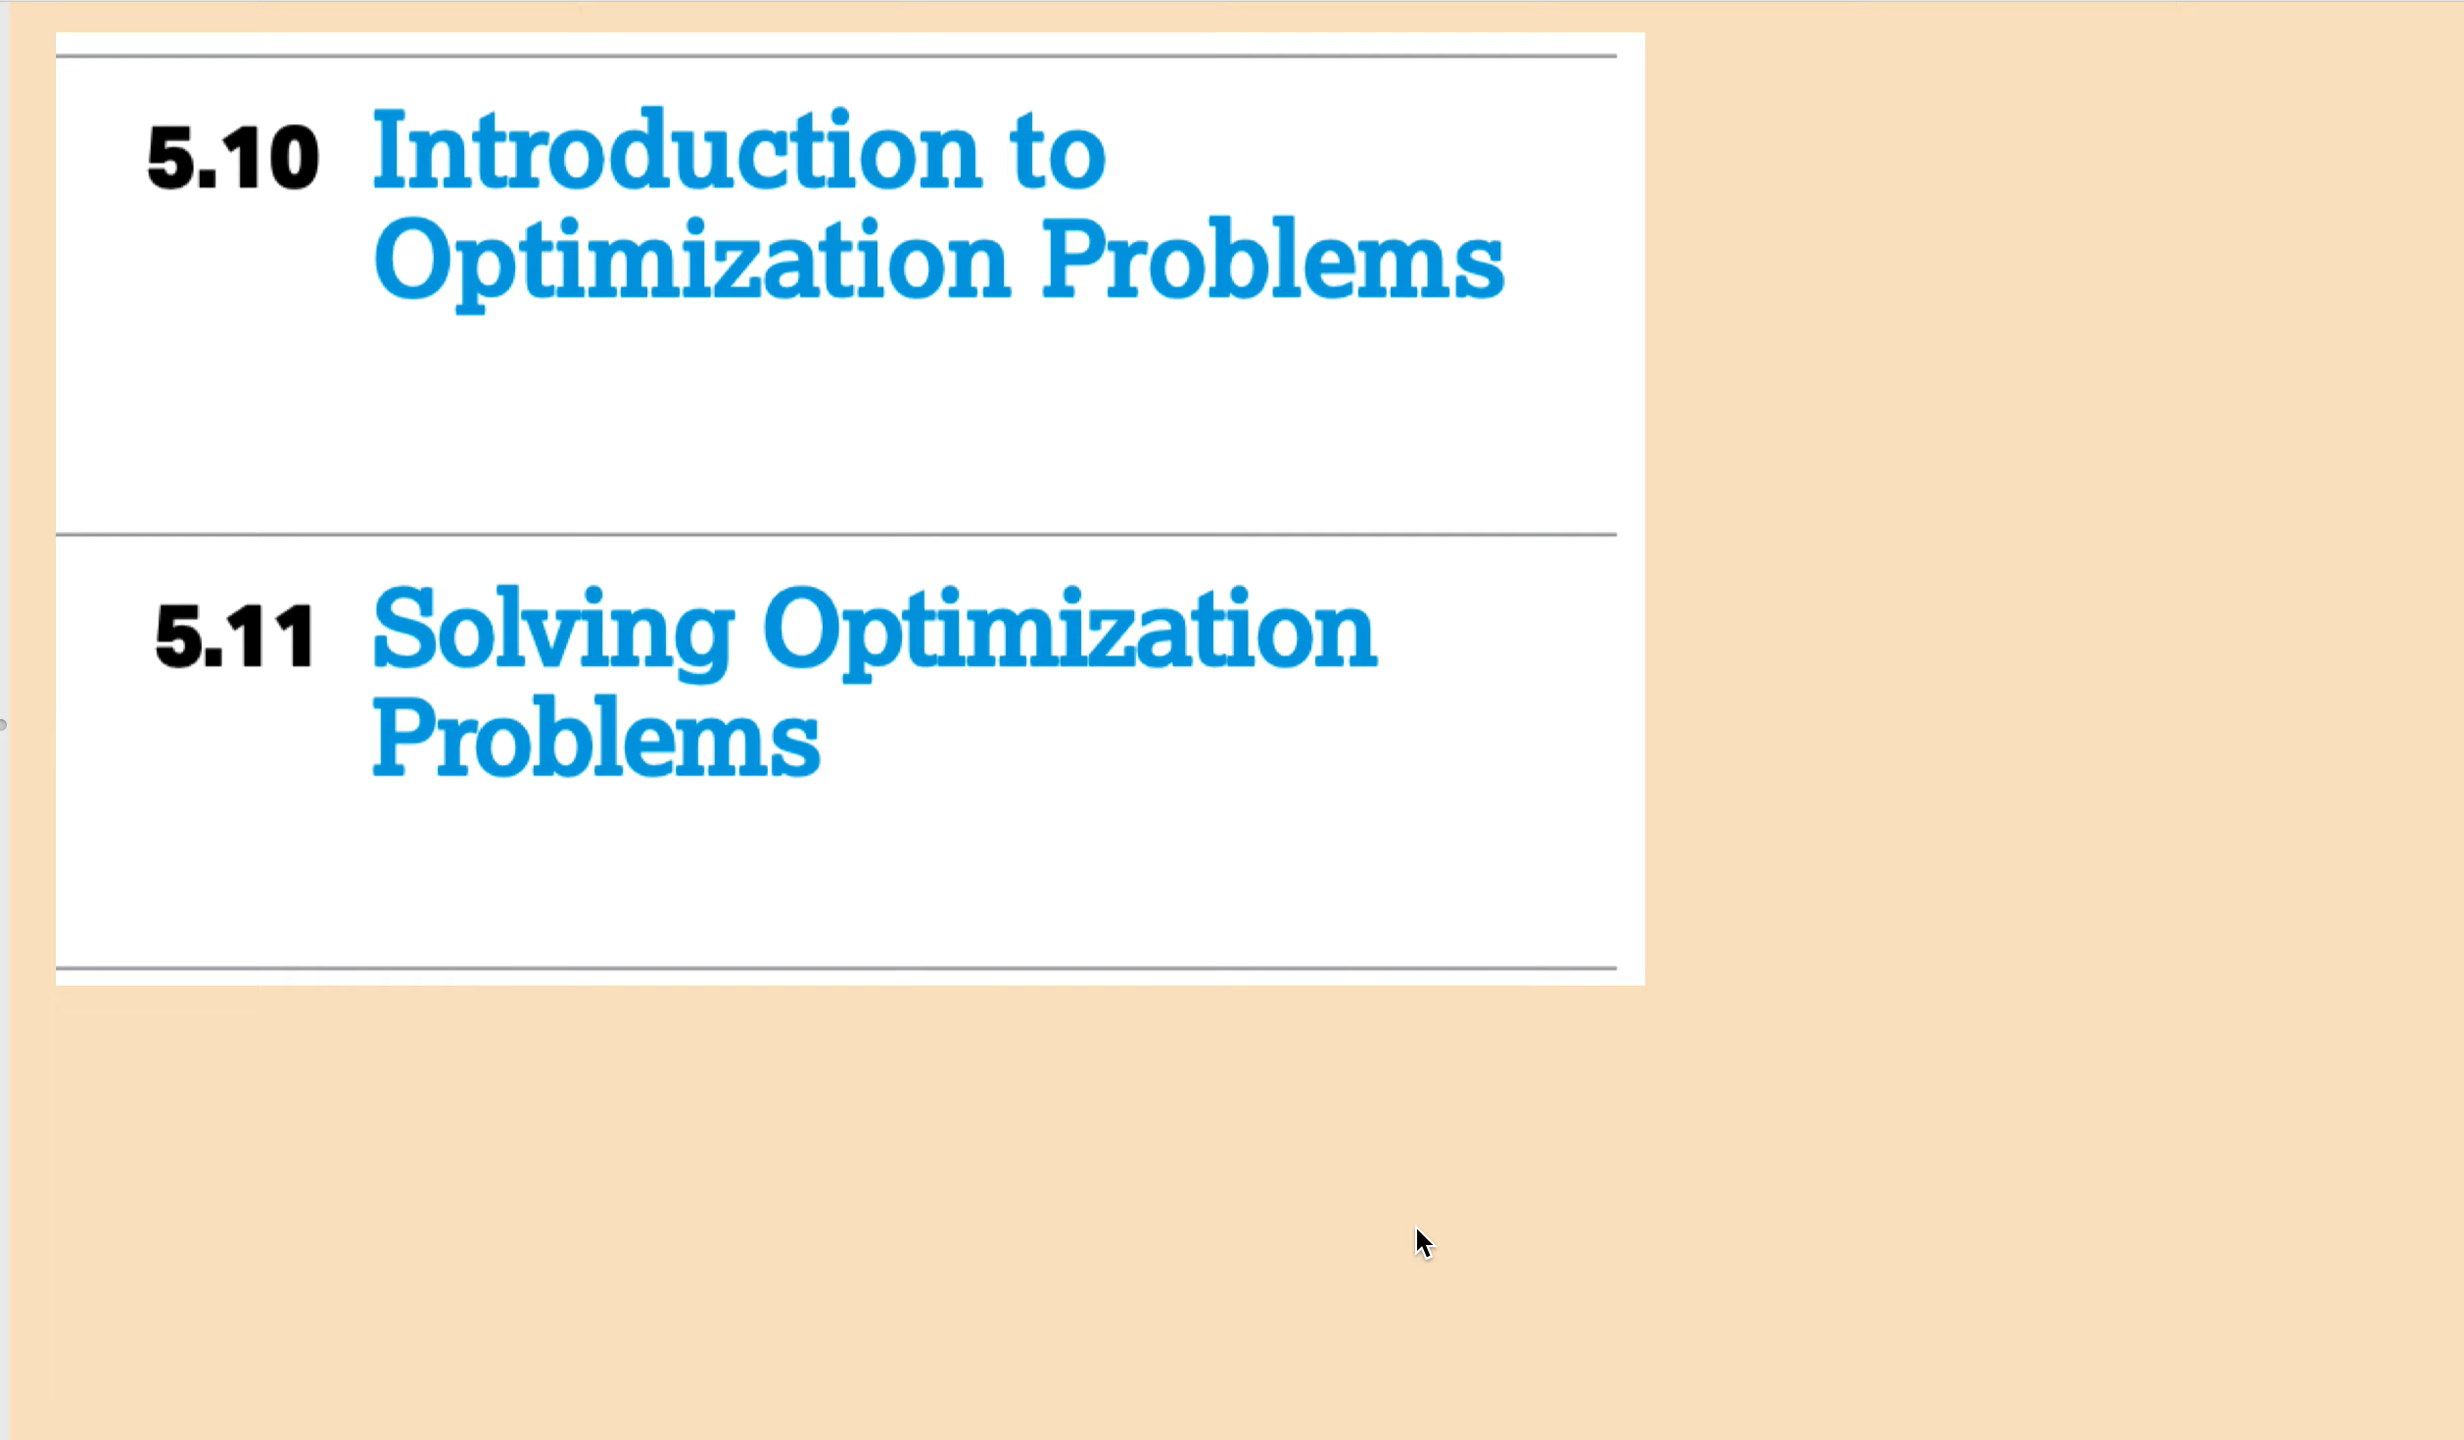 5.10 Introduction to
Optimization Problems
5.11 Solving Optimization
Problems